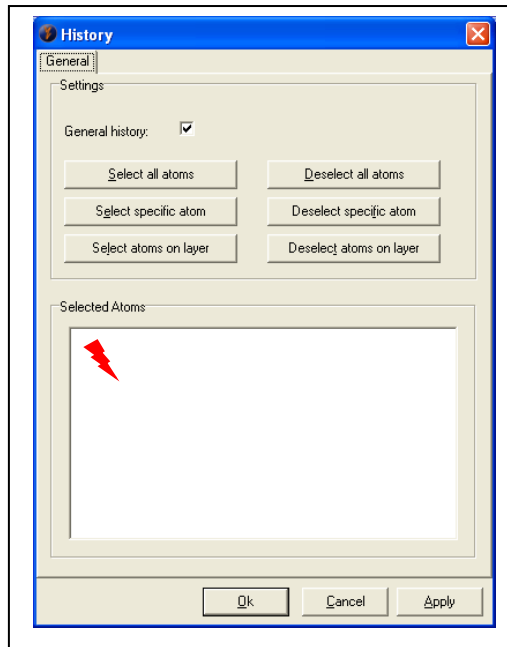 History
General
Settings
General history:
Select all atoms
Deselect all atoms
Select specific atom
Deselect specific atom
Select atoms on layer
Deselect atoms on layer
Selected Atoms
Ok
Cancel
Apply